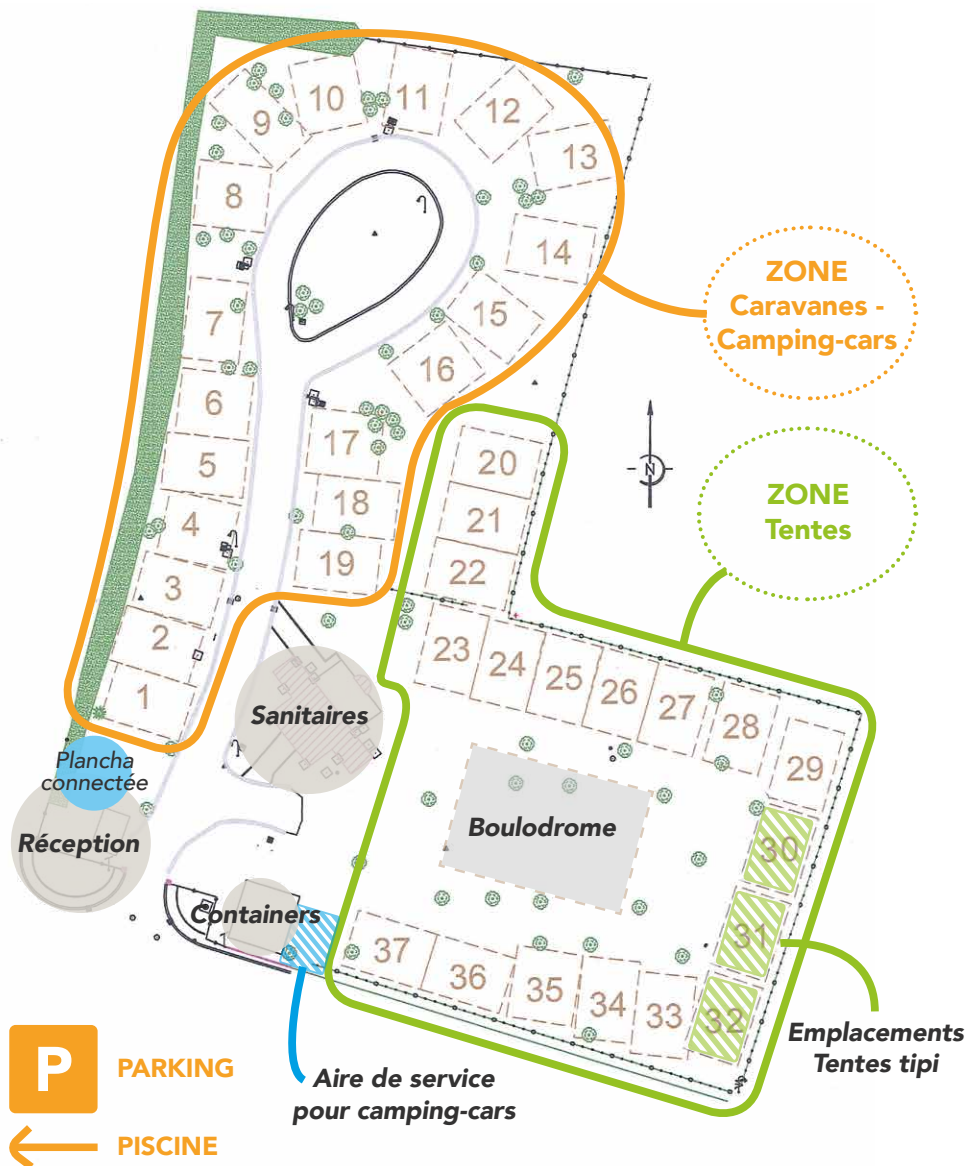 10
11
12
9
13
8
14
ZONE
Caravanes -
Camping-cars
7
15
16
6
17
20
5
N
ZONE
Tentes
18
21
4
19
22
3
2
23
24
25
26
27
28
1
Sanitaires
29
Plancha
connectée
Réception
Boulodrome
30
Containers
31
37
36
35
34
33
32
Emplacements
Tentes tipi
P
PARKING
Aire de service
pour camping-cars
PISCINE